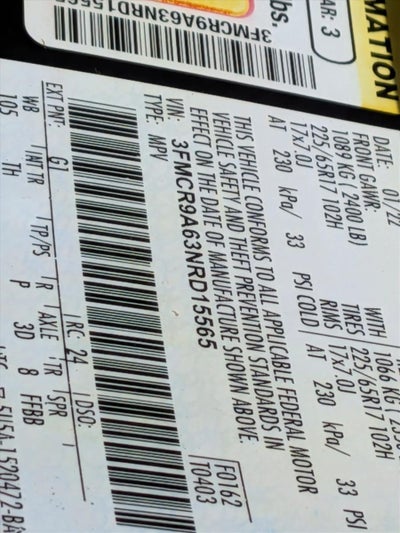 MATION
AR: 3
bs.
3FMCR9A63NRD155
DATE: 01/22
FRONT GAWR:
1089 KG ( 2400 LB)
225/65R17 102H
17x7.0J
AT 230 kPa/ 33 PSI COLD
WITH
TIRES
RIMS
1066 KG (
225/65R17 102H
17x7.0J
AT 230 kPa/ 33 PSI
THIS VEHICLE CONFORMS TO ALL APPLICABLE FEDERAL MOTOR
VEHICLE SAFETY AND THEFT PREVENTION STANDARDS IN
EFFECT ON THE DATE OF MANUFACTURE SHOWN ABOVE.
VIN: 3FMCR9A63NRD15565
TYPE: MPV
F0162
T0403
EXT PNT: G1 RC: 24 DSO:
WB INT TR TP/PS R AXLE TR SPR
105 TH P 3D 8 FFBB